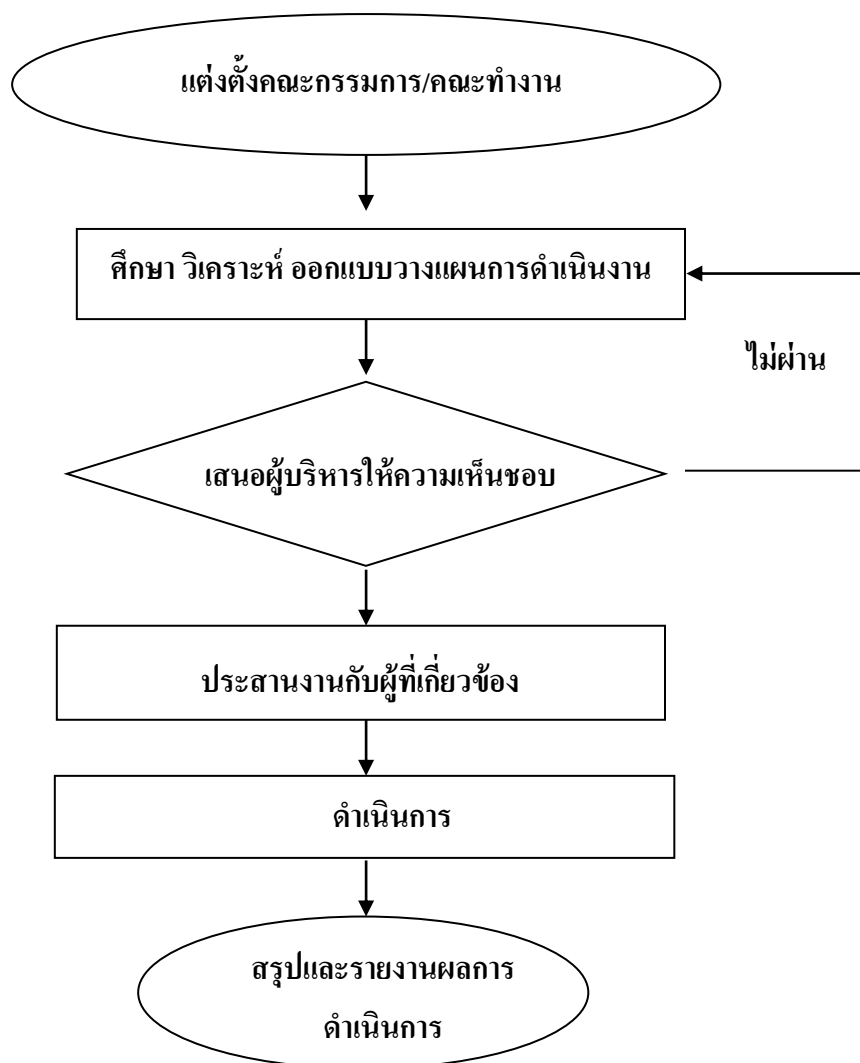 แต่งตั้งคณะกรรมการ/คณะทำงาน
ศึกษา วิเคราะห์ ออกแบบวางแผนการดำเนินงาน
ไม่ผ่าน
เสนอผู้บริหารให้ความเห็นชอบ
ประสานงานกับผู้ที่เกี่ยวข้อง
ดำเนินการ
สรุปและรายงานผลการ
ดำเนินการ